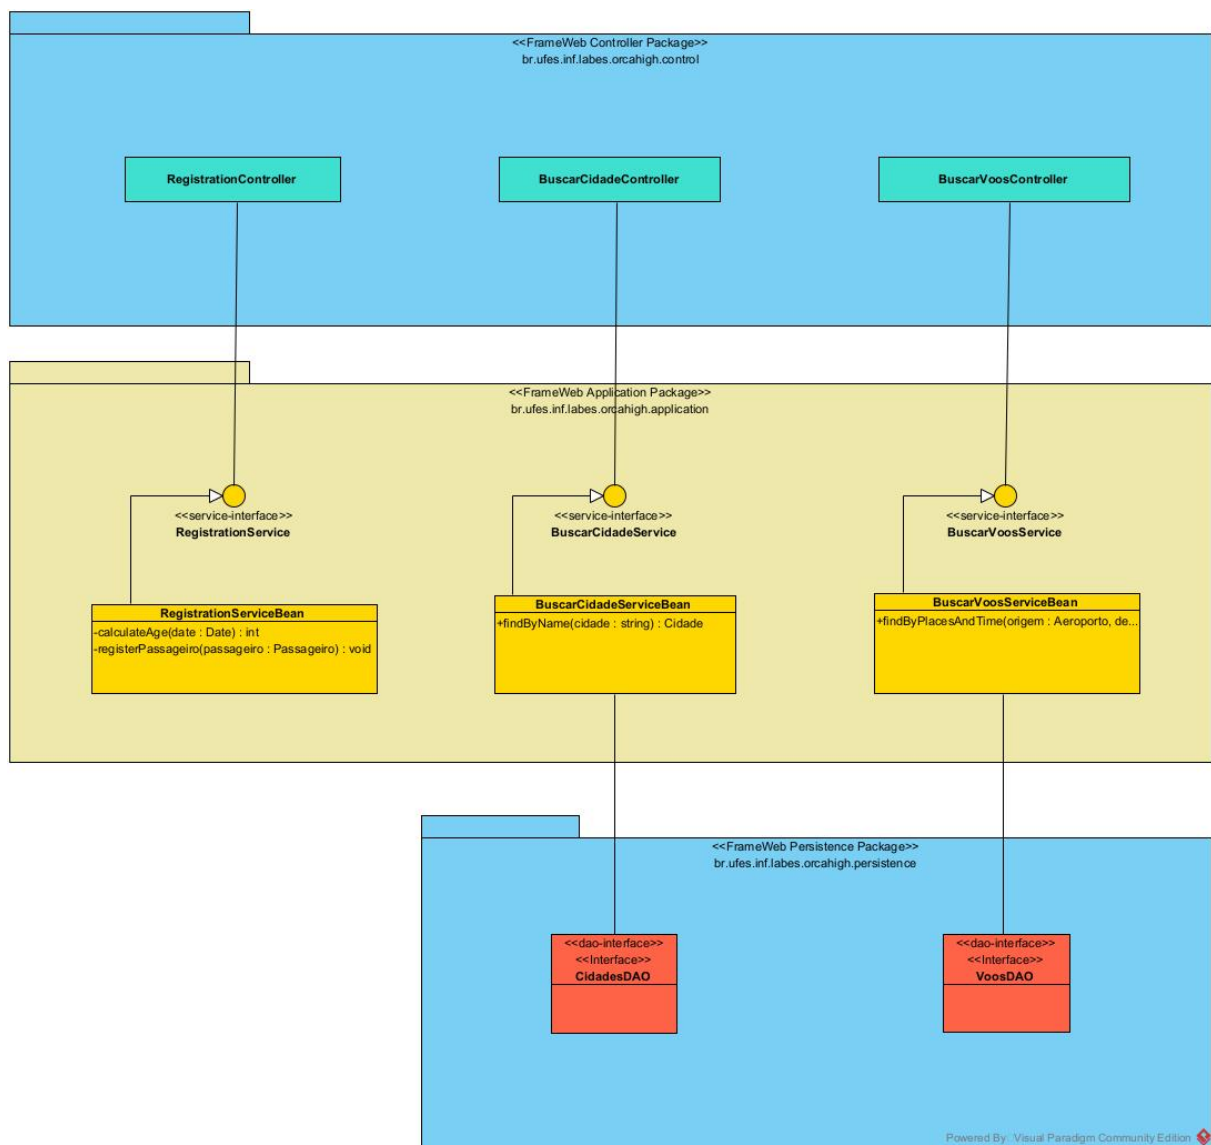 <<FrameWeb Controller Package>>
br.ufes.inf.labes.orcahigh.control
RegistrationController
BuscarCidadeController
BuscarVoosController
<<FrameWeb Application Package>>
br.ufes.inf.labes.orcahigh.application
<<service-interface>>
RegistrationService
<<service-interface>>
BuscarCidadeService
<<service-interface>>
BuscarVoosService
RegistrationServiceBean
-calculateAge(date : Date) : int
-registerPassageiro(passageiro : Passageiro) : void
BuscarCidadeServiceBean
+findByName(cidade : string) : Cidade
BuscarVoosServiceBean
+findByPlacesAndTime(origem : Aeroporto, de...
<<FrameWeb Persistence Package>>
br.ufes.inf.labes.orcahigh.persistence
<<dao-interface>>
<<Interface>>
CidadesDAO
<<dao-interface>>
<<Interface>>
VoosDAO
Powered By: Visual Paradigm Community Edition